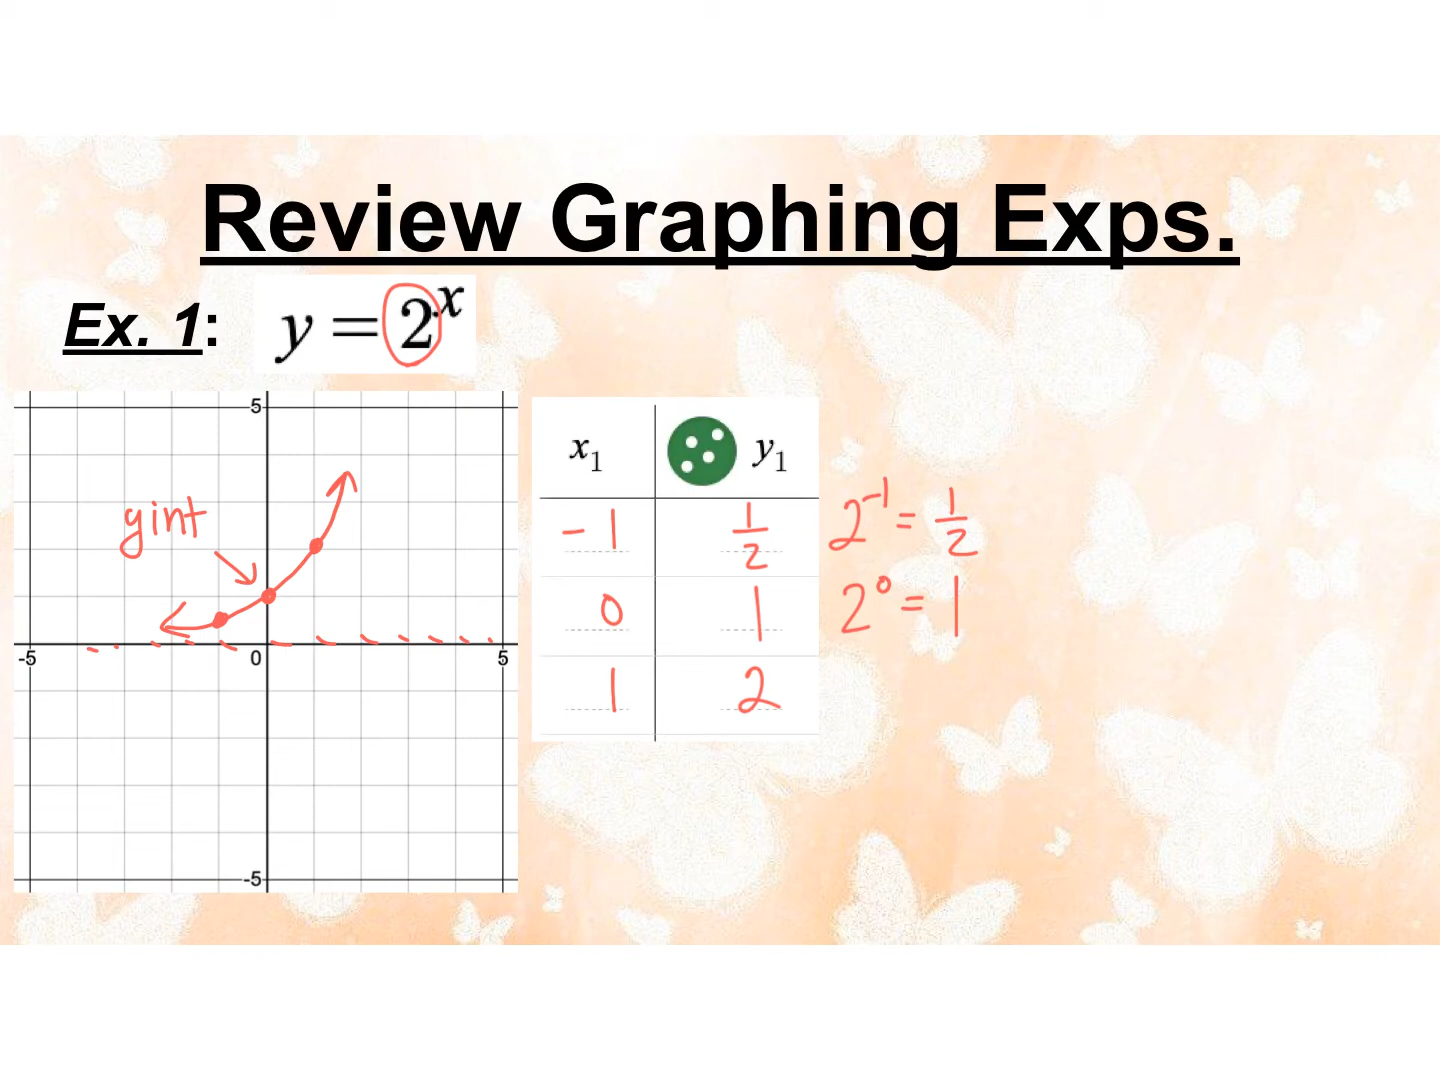 Review Graphing Exps.
Ex. 1: y = 2^x
5
yint
-5 0 5
-5
x₁ y₁
-1 1/2 2^-1 = 1/2
0 1 2^0 = 1
1 2